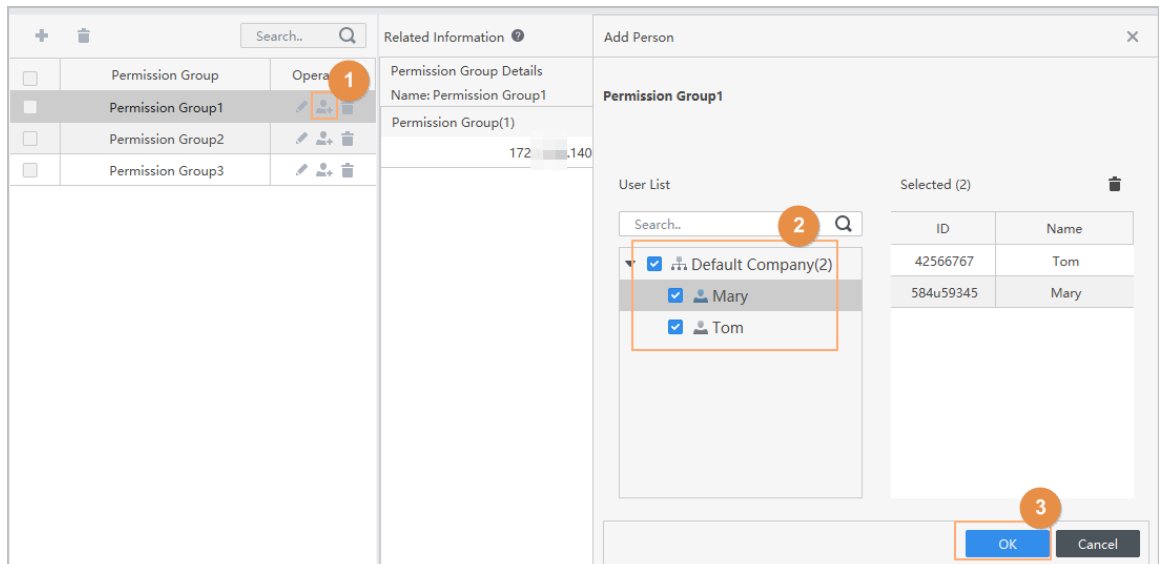 Search..
Permission Group
Opera
1
Permission Group1
Permission Group2
Permission Group3
Related Information
Permission Group Details
Name: Permission Group1
Permission Group(1)
172 .140
Add Person
Permission Group1
User List
Search..
2
Default Company(2)
Mary
Tom
Selected (2)
ID Name
42566767 Tom
584u59345 Mary
3
OK Cancel